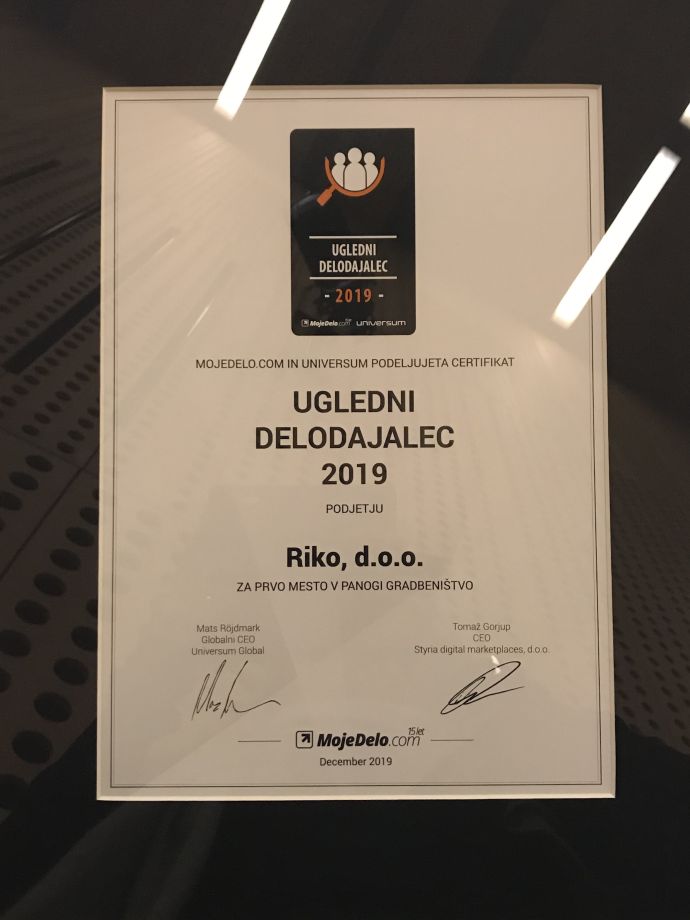 UGLEDNI
DELODAJALEC
- 2019 -
MojeDelo.com universum
MOJEDELO.COM IN UNIVERSUM PODELJUJETA CERTIFIKAT
UGLEDNI
DELODAJALEC
2019
PODJETJU
Riko, d.o.o.
ZA PRVO MESTO V PANOGI GRADBENIŠTVO
Mats Röjdmark
Globalni CEO
Universum Global
Tomaž Gorjup
CEO
Styria digital marketplaces, d.o.o.
MojeDelo.com 15 let
December 2019